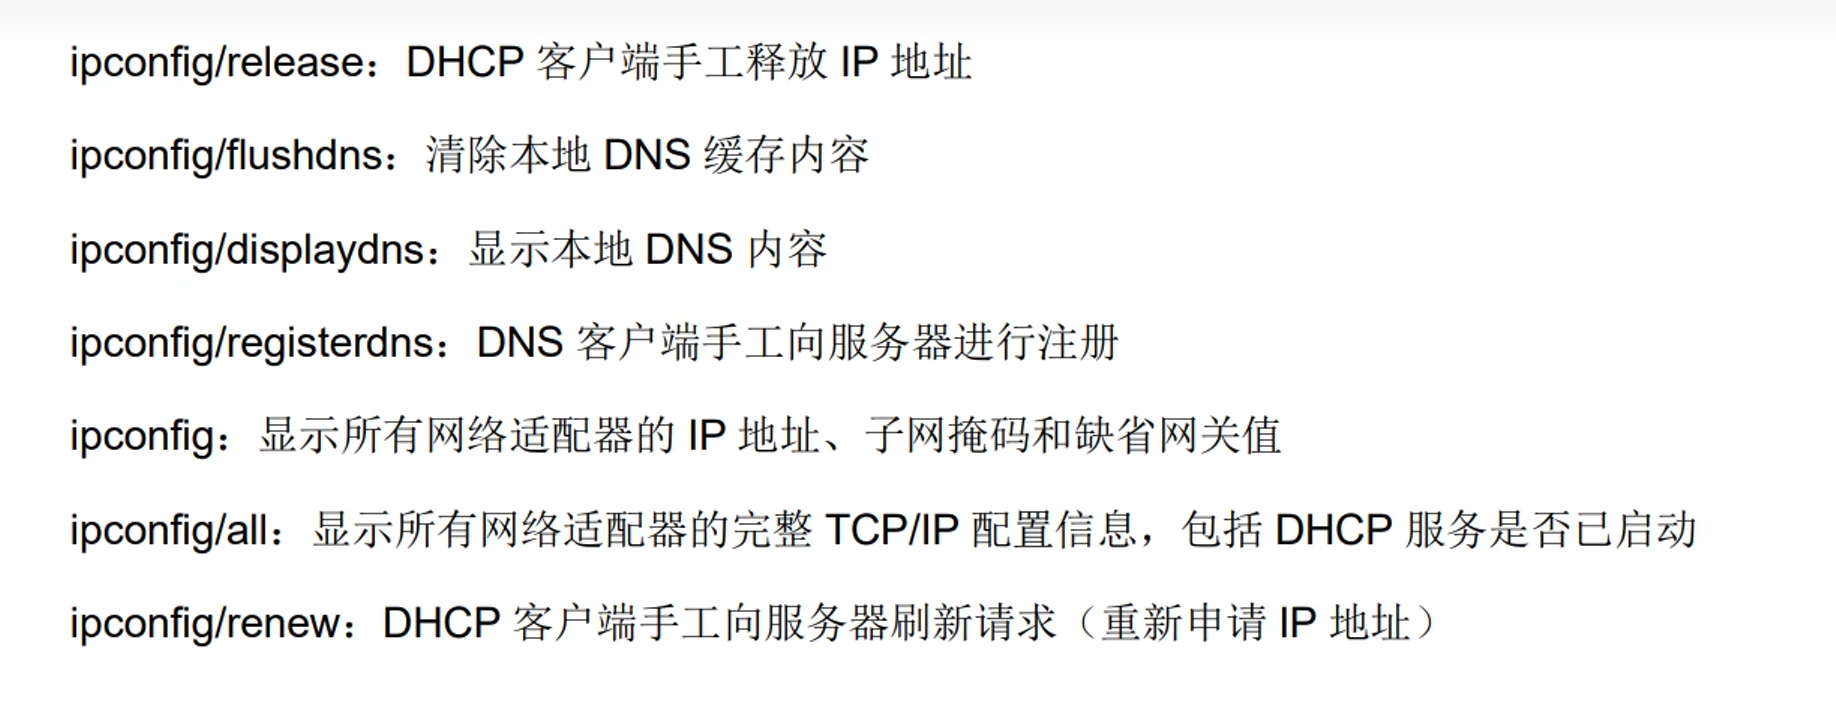 ipconfig/release：DHCP 客户端手工释放 IP 地址
ipconfig/flushdns：清除本地 DNS 缓存内容
ipconfig/displaydns：显示本地 DNS 内容
ipconfig/registerdns：DNS 客户端手工向服务器进行注册
ipconfig：显示所有网络适配器的 IP 地址、子网掩码和缺省网关值
ipconfig/all：显示所有网络适配器的完整 TCP/IP 配置信息，包括 DHCP 服务是否已启动
ipconfig/renew：DHCP 客户端手工向服务器刷新请求（重新申请 IP 地址）